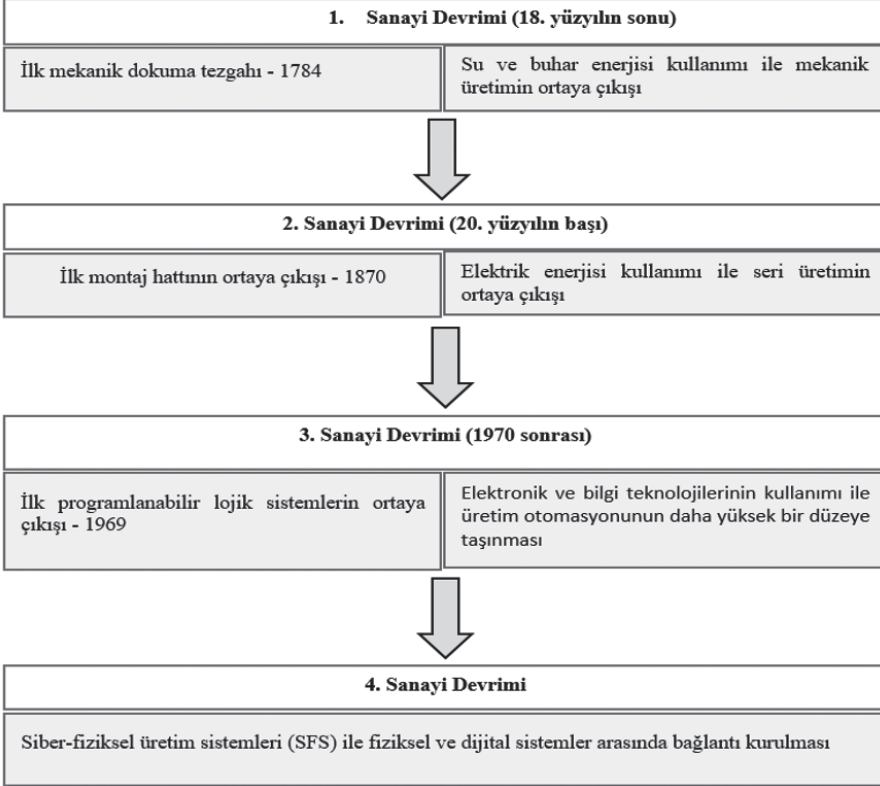 1. Sanayi Devrimi (18. yüzyılın sonu)
İlk mekanik dokuma tezgahı - 1784
Su ve buhar enerjisi kullanımı ile mekanik
üretimin ortaya çıkışı
2. Sanayi Devrimi (20. yüzyılın başı)
İlk montaj hattının ortaya çıkışı - 1870
Elektrik enerjisi kullanımı ile seri üretimin
ortaya çıkışı
3. Sanayi Devrimi (1970 sonrası)
İlk programlanabilir lojik sistemlerin ortaya
çıkışı - 1969
Elektronik ve bilgi teknolojilerinin kullanımı ile
üretim otomasyonunun daha yüksek bir düzeye
taşınması
4. Sanayi Devrimi
Siber-fiziksel üretim sistemleri (SFS) ile fiziksel ve dijital sistemler arasında bağlantı kurulması